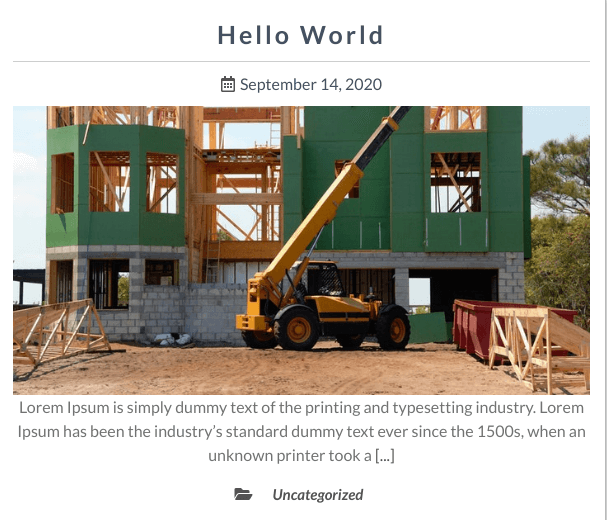 Hello World
September 14, 2020
Lorem Ipsum is simply dummy text of the printing and typesetting industry. Lorem
Ipsum has been the industry’s standard dummy text ever since the 1500s, when an
unknown printer took a [...]
Uncategorized